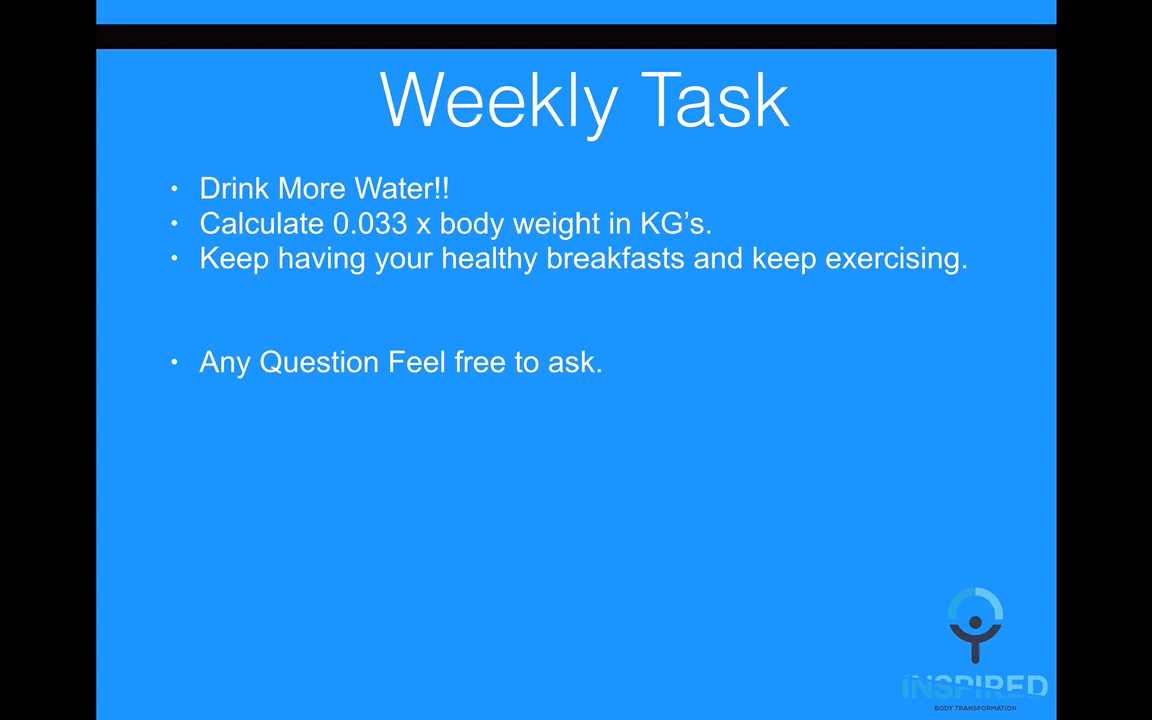 Weekly Task
• Drink More Water!!
• Calculate 0.033 x body weight in KG’s.
• Keep having your healthy breakfasts and keep exercising.
• Any Question Feel free to ask.
INSPIRED
BODY TRANSFORMATION